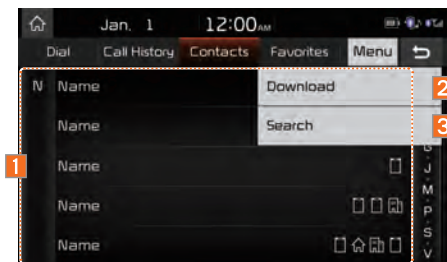 Jan. 1 12:00AM
Dial Call History Contacts Favorites Menu
N Name Download 2
Name Search 3
G
1 Name J
M
Name P
S
Name V